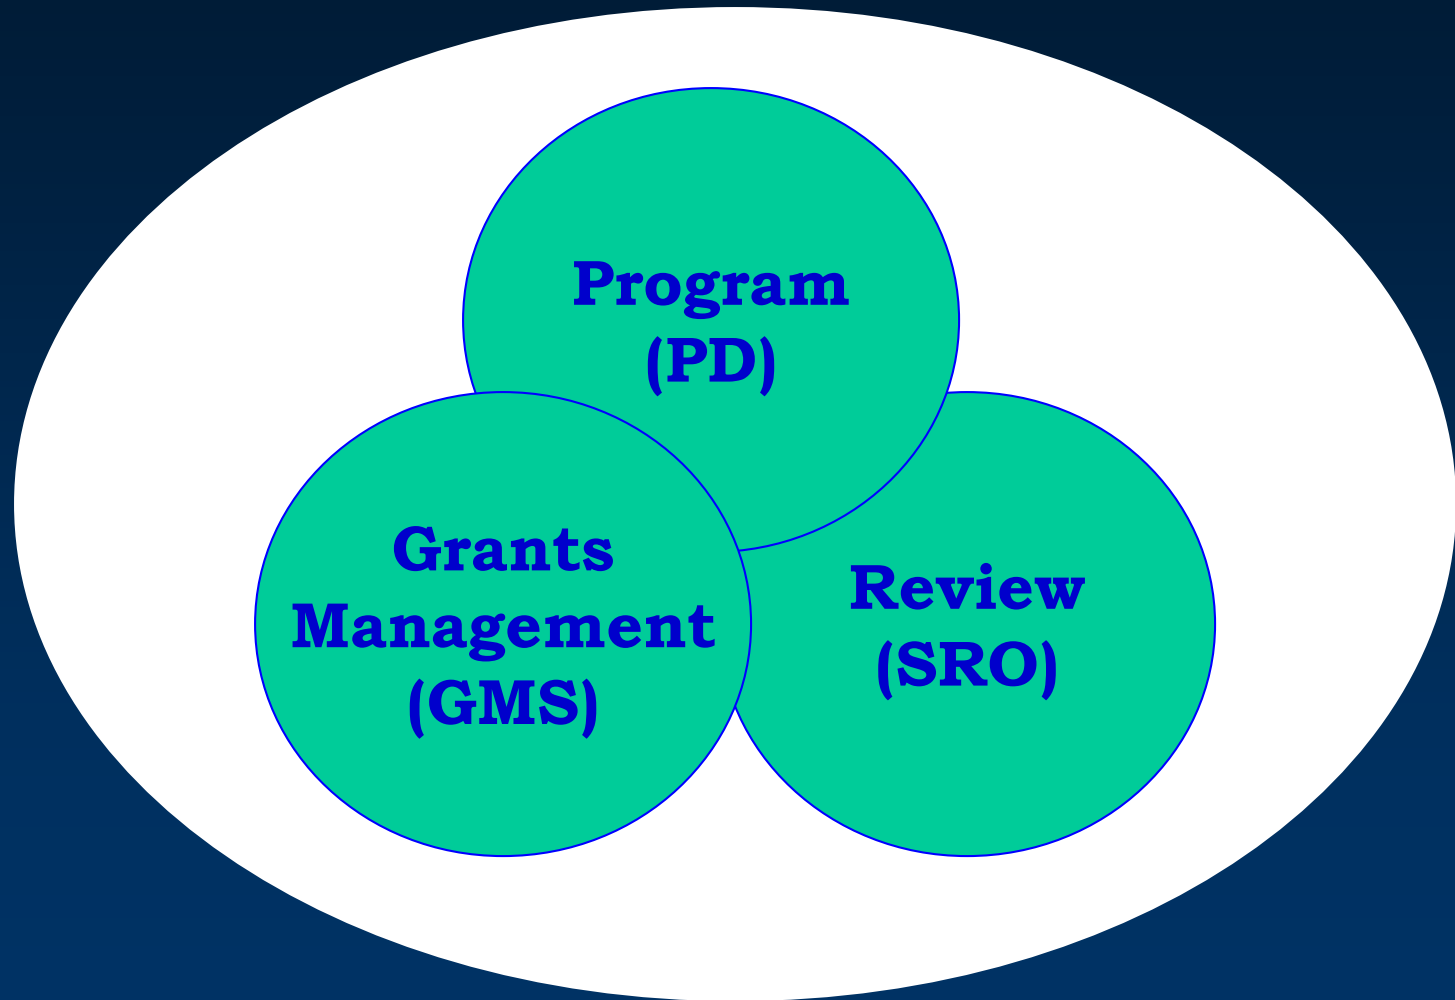 Program
(PD)
Grants
Management
(GMS)
Review
(SRO)